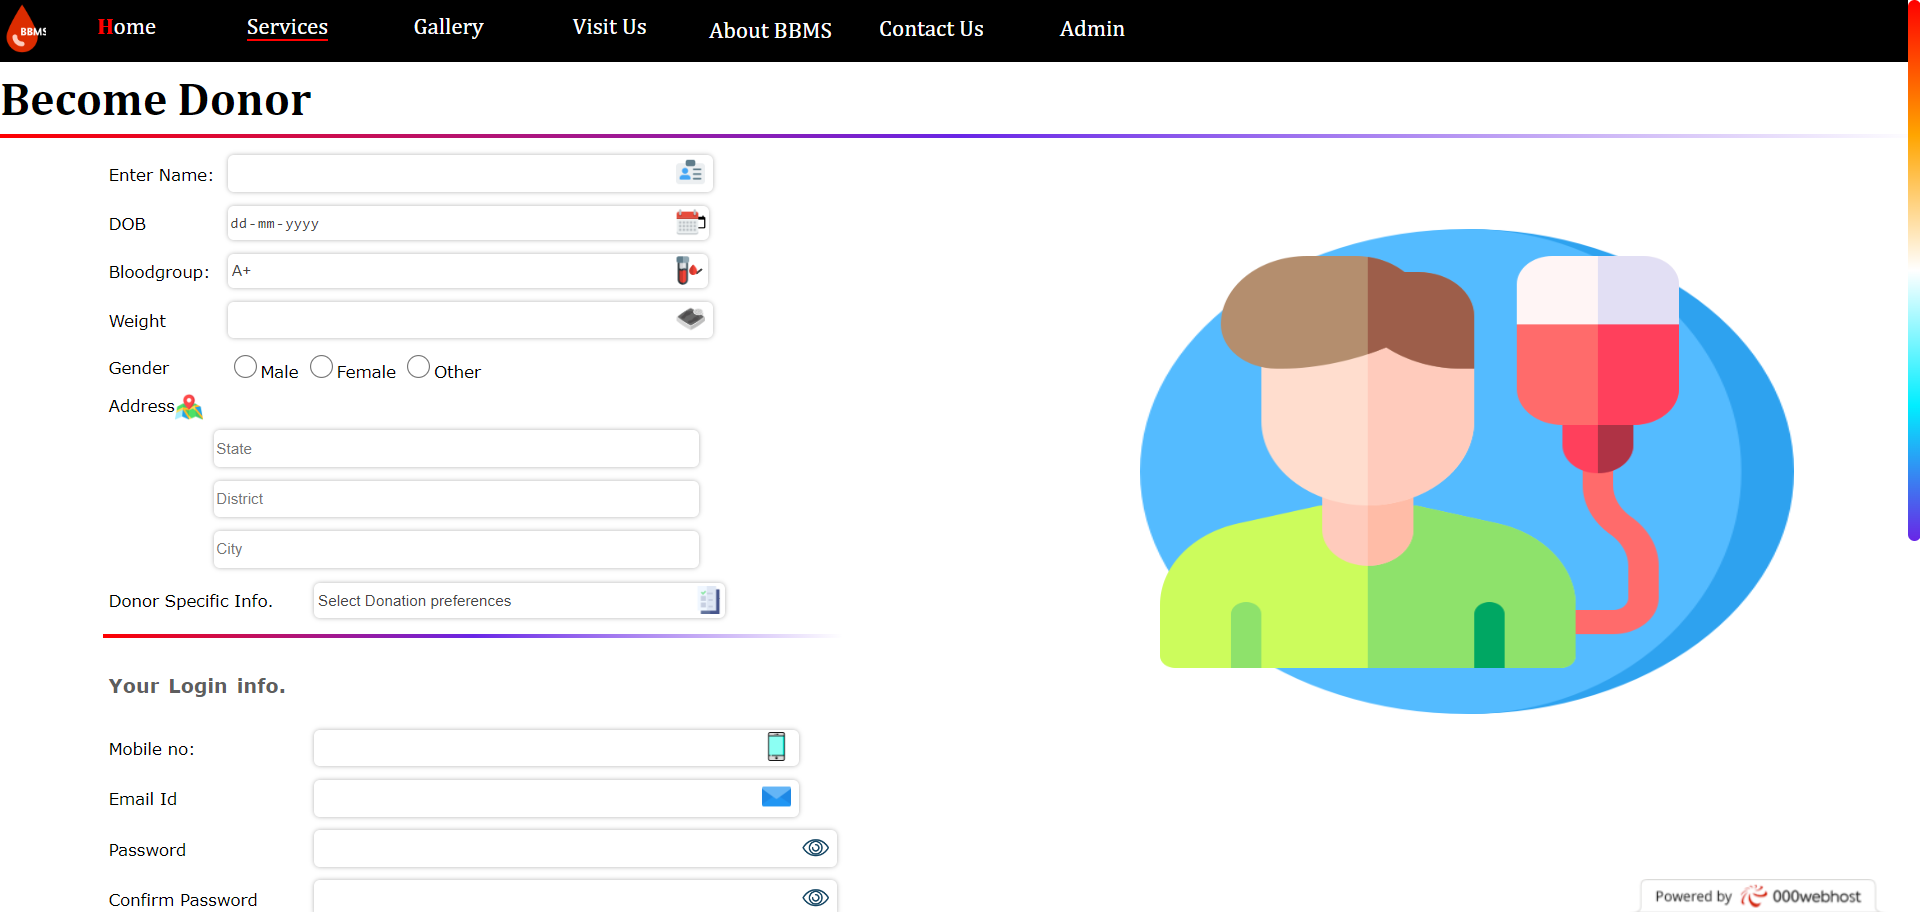 BBMS Home Services Gallery Visit Us About BBMS Contact Us Admin
Become Donor
Enter Name:
DOB dd-mm-yyyy
Bloodgroup: A+
Weight
Gender Male Female Other
Address
State
District
City
Donor Specific Info. Select Donation preferences
Your Login info.
Mobile no:
Email Id
Password
Confirm Password
Powered by 000webhost